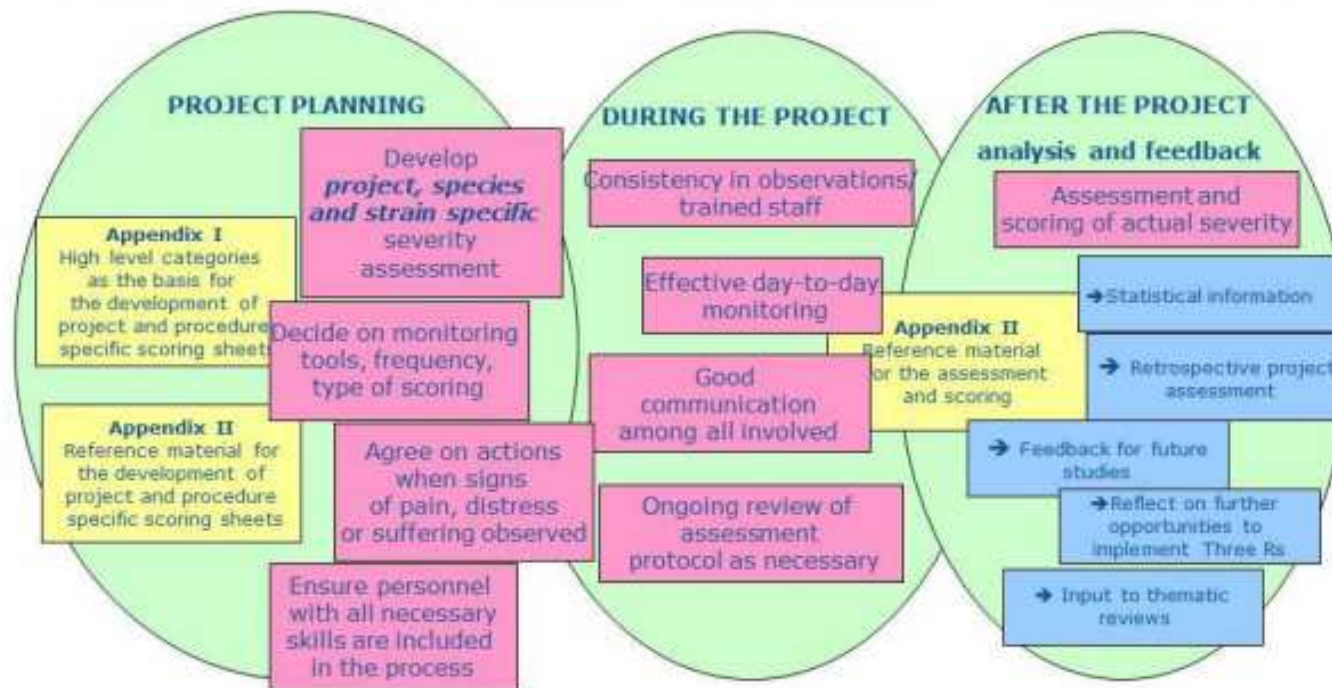 PROJECT PLANNING
Develop
project, species
and strain specific
severity
assessment
Appendix I
High level categories
as the basis for
the development of
project and procedure
specific scoring sheets
Decide on monitoring
tools, frequency,
type of scoring
Appendix II
Reference material for
the development of
project and procedure
specific scoring sheets
Agree on actions
when signs
of pain, distress
or suffering observed
Ensure personnel
with all necessary
skills are included
in the process
DURING THE PROJECT
Consistency in observations/
trained staff
Effective day-to-day
monitoring
Good
communication
among all involved
Ongoing review of
assessment
protocol as necessary
Appendix II
Reference material
or the assessment
and scoring
AFTER THE PROJECT
analysis and feedback
Assessment and
scoring of actual severity
→Statistical information
→ Retrospective project
assessment
→ Feedback for future
studies
→Reflect on further
opportunities to
implement Three Rs
→ Input to thematic
reviews